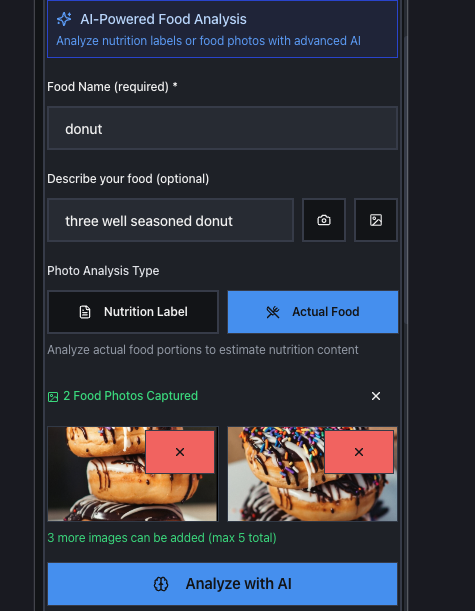 AI-Powered Food Analysis
Analyze nutrition labels or food photos with advanced AI
Food Name (required) *
donut
Describe your food (optional)
three well seasoned donut
Photo Analysis Type
Nutrition Label
Actual Food
Analyze actual food portions to estimate nutrition content
2 Food Photos Captured
3 more images can be added (max 5 total)
Analyze with AI